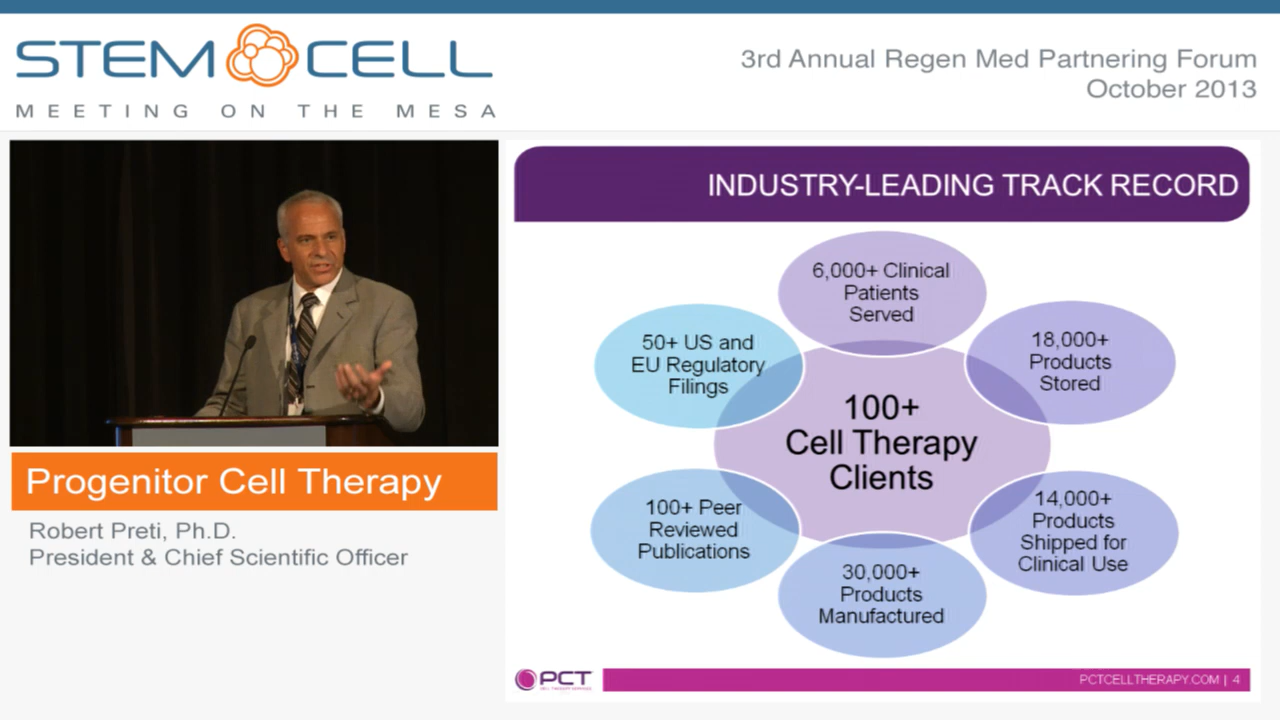 STEM CELL
MEETING ON THE MESA
3rd Annual Regen Med Partnering Forum
October 2013
Progenitor Cell Therapy
Robert Preti, Ph.D.
President & Chief Scientific Officer
INDUSTRY-LEADING TRACK RECORD
6,000+ Clinical
Patients
Served
50+ US and
EU Regulatory
Filings
18,000+
Products
Stored
100+
Cell Therapy
Clients
100+ Peer
Reviewed
Publications
14,000+
Products
Shipped for
Clinical Use
30,000+
Products
Manufactured
PCT
CELL THERAPY SERVICES
PCTCELLTHERAPY.COM | 4